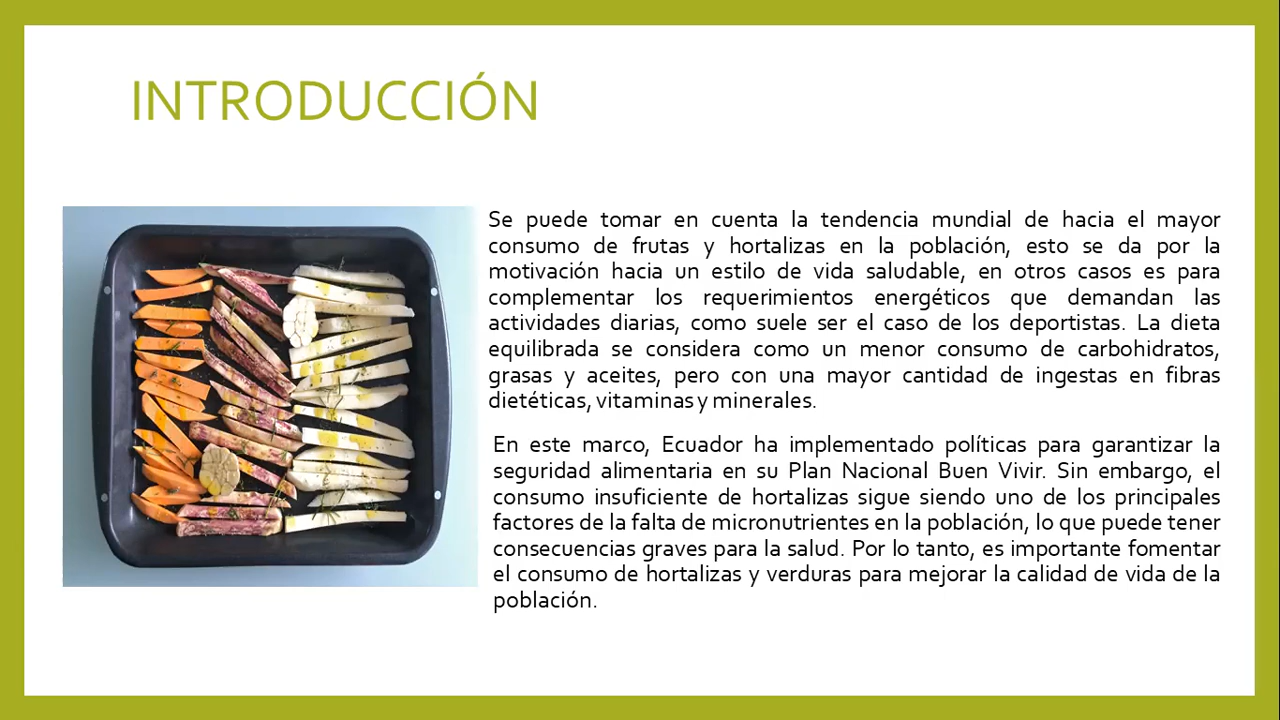 INTRODUCCIÓN
Se puede tomar en cuenta la tendencia mundial de hacia el mayor
consumo de frutas y hortalizas en la población, esto se da por la
motivación hacia un estilo de vida saludable, en otros casos es para
complementar los requerimientos energéticos que demandan las
actividades diarias, como suele ser el caso de los deportistas. La dieta
equilibrada se considera como un menor consumo de carbohidratos,
grasas y aceites, pero con una mayor cantidad de ingestas en fibras
dietéticas, vitaminas y minerales.
En este marco, Ecuador ha implementado políticas para garantizar la
seguridad alimentaria en su Plan Nacional Buen Vivir. Sin embargo, el
consumo insuficiente de hortalizas sigue siendo uno de los principales
factores de la falta de micronutrientes en la población, lo que puede tener
consecuencias graves para la salud. Por lo tanto, es importante fomentar
el consumo de hortalizas y verduras para mejorar la calidad de vida de la
población.